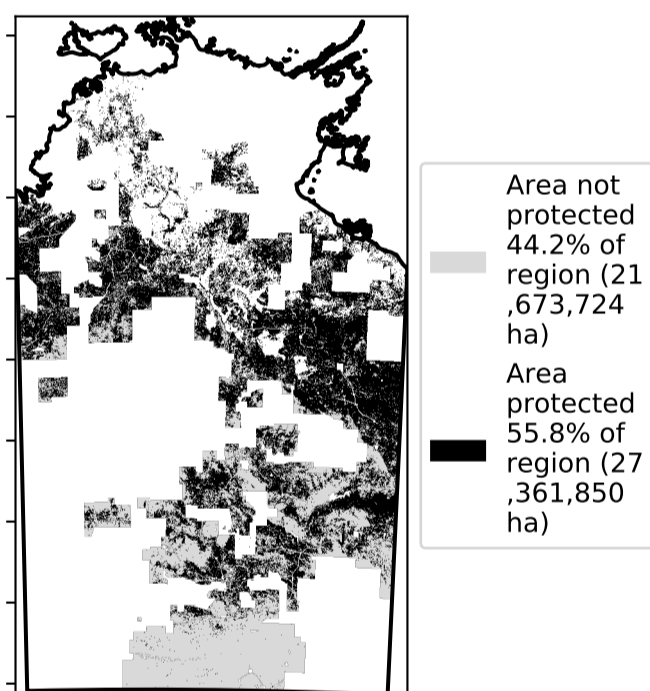 Area not
protected
44.2% of
region (21
,673,724
ha)
Area
protected
55.8% of
region (27
,361,850
ha)